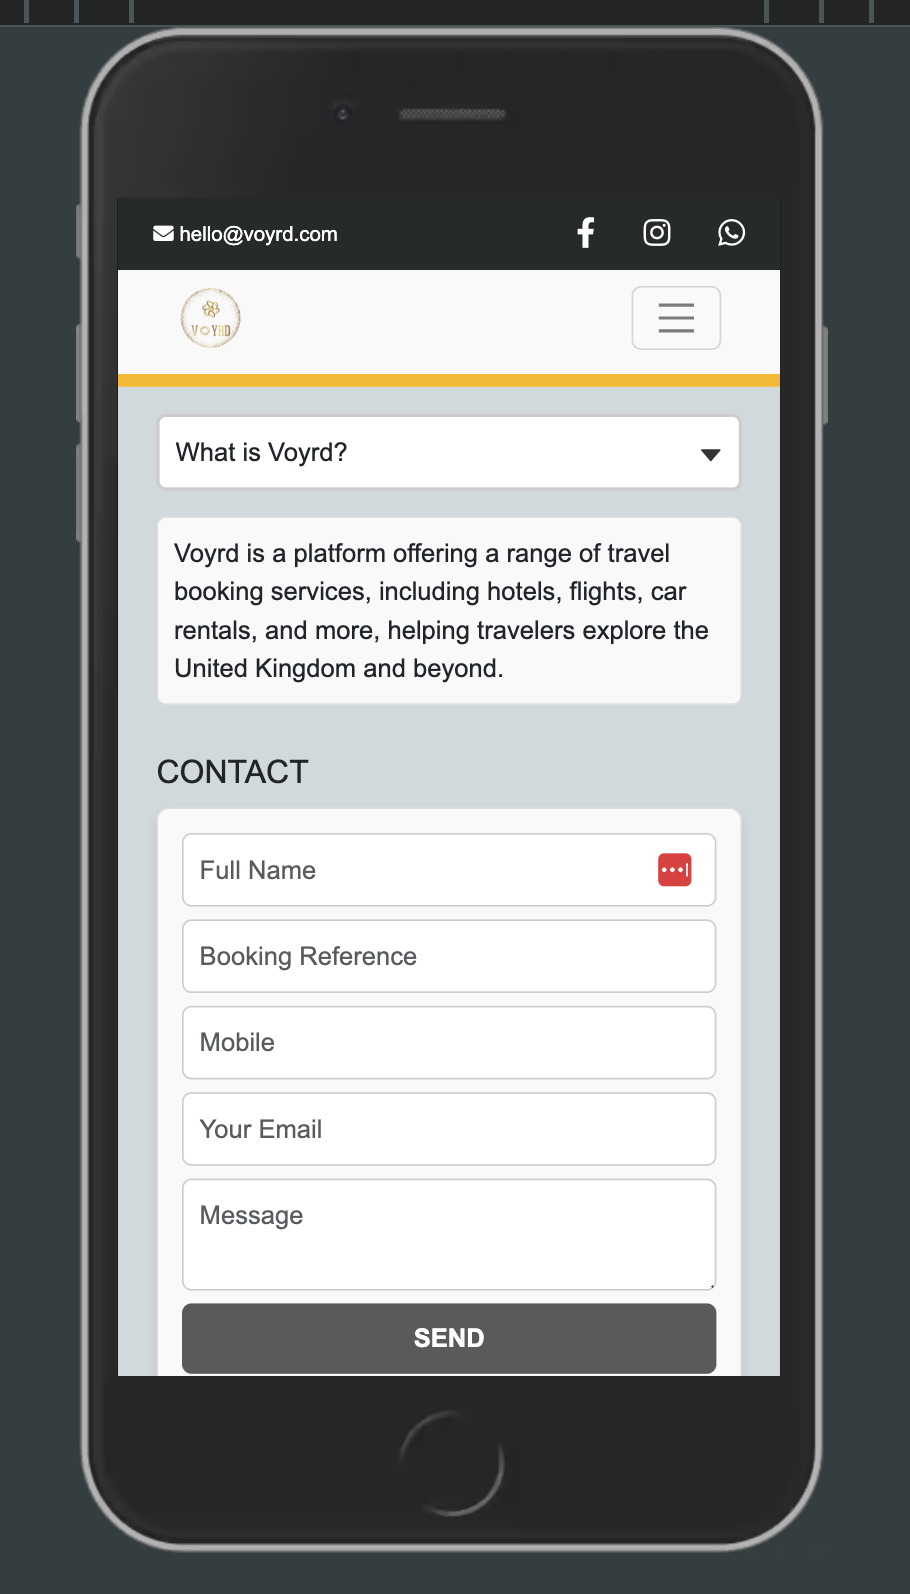 hello@voyrd.com
VOYRD
What is Voyrd?
Voyrd is a platform offering a range of travel
booking services, including hotels, flights, car
rentals, and more, helping travelers explore the
United Kingdom and beyond.
CONTACT
Full Name
Booking Reference
Mobile
Your Email
Message
SEND